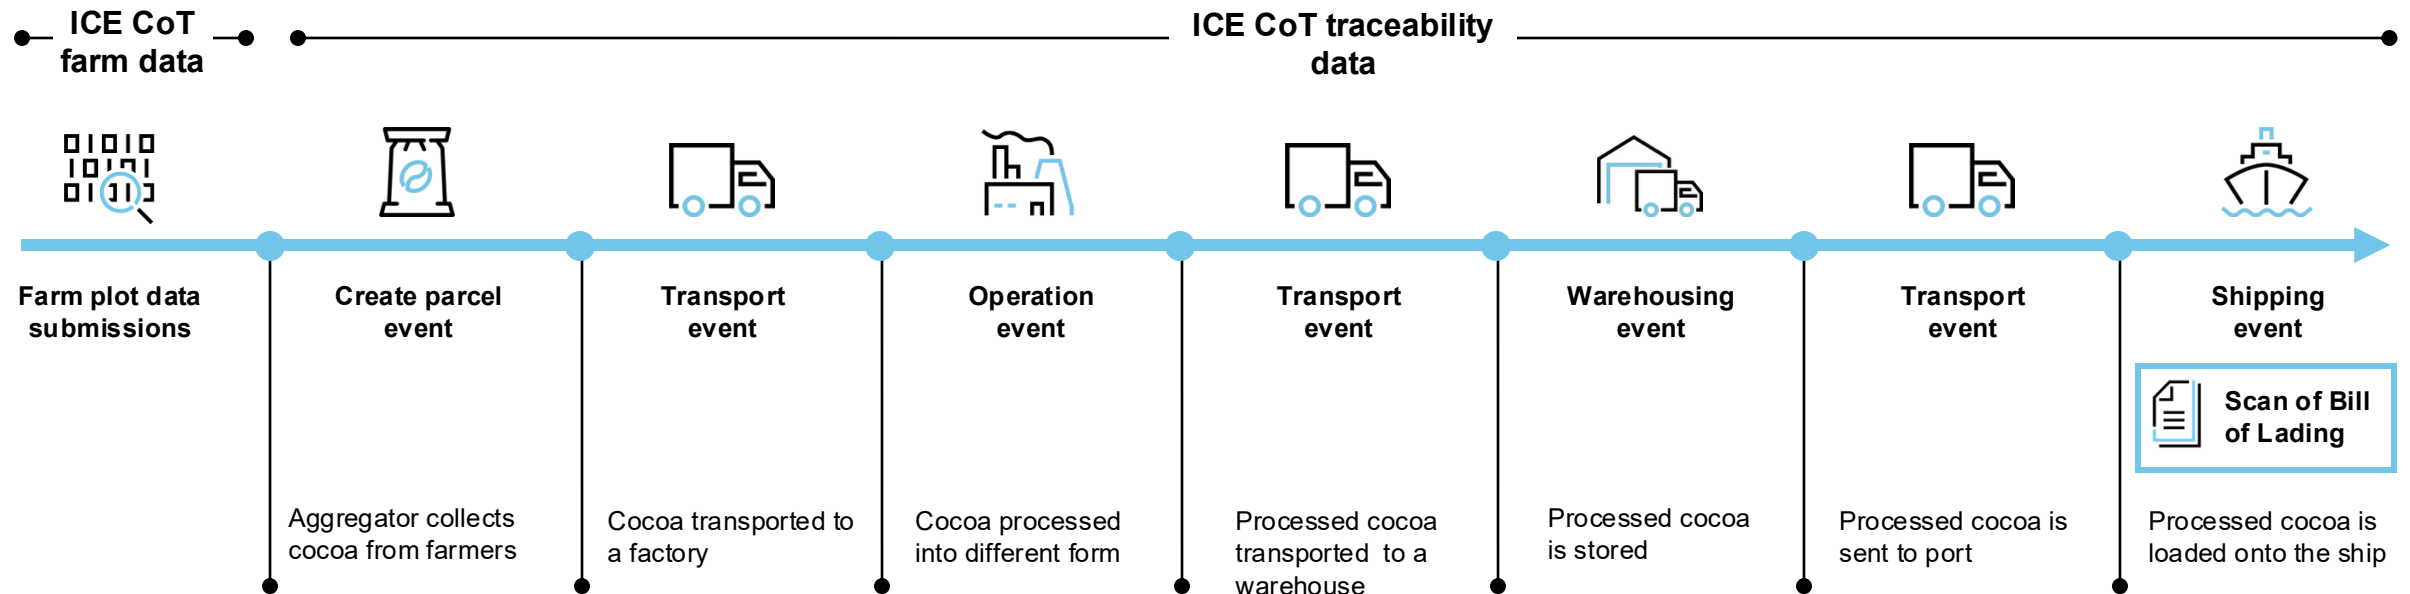 ICE CoT
farm data
ICE CoT traceability
data
Farm plot data
submissions
Create parcel
event
Transport
event
Operation
event
Transport
event
Warehousing
event
Transport
event
Shipping
event
Scan of Bill
of Lading
Aggregator collects
cocoa from farmers
Cocoa transported to
a factory
Cocoa processed
into different form
Processed cocoa
transported  to a
warehouse
Processed cocoa
is stored
Processed cocoa is
sent to port
Processed cocoa is
loaded onto the ship